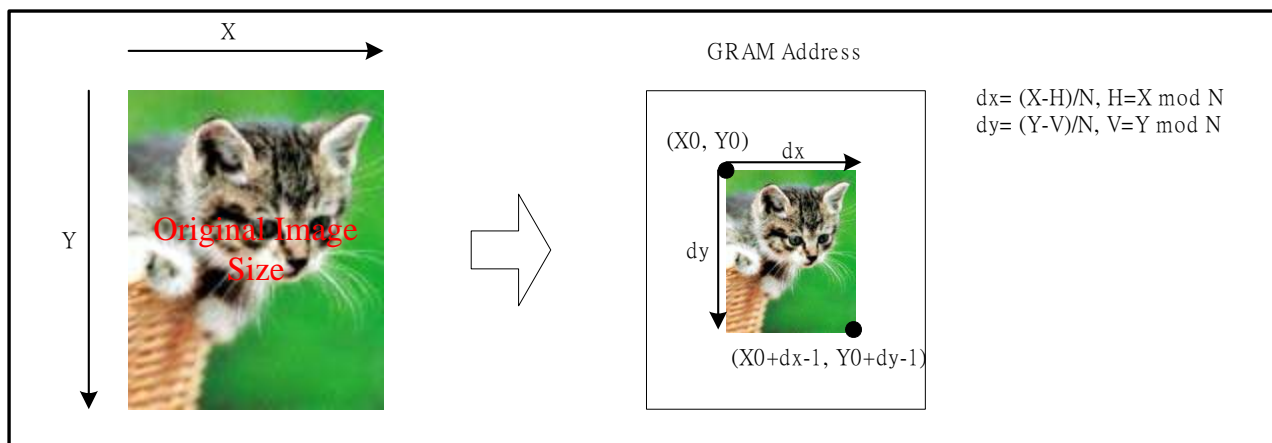 X
Y
Original Image
Size
GRAM Address
(X0, Y0)
dx
dy
(X0+dx-1, Y0+dy-1)
dx= (X-H)/N, H=X mod N
dy= (Y-V)/N, V=Y mod N